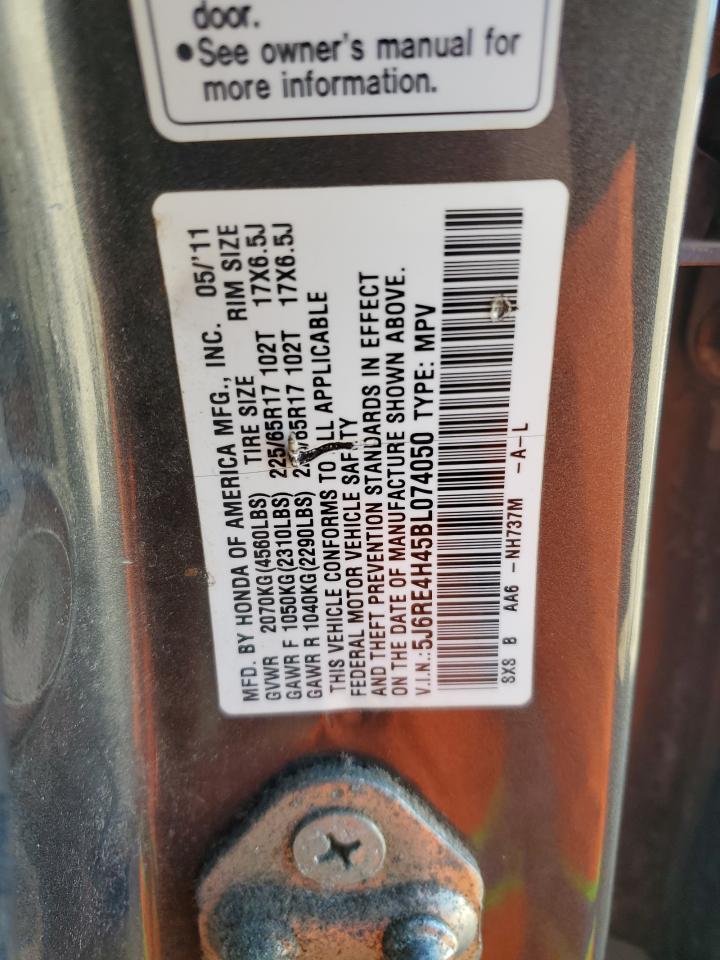 door.
•See owner's manual for
more information.
MFD. BY HONDA OF AMERICA MFG., INC. 05/'11
TIRE SIZE RIM SIZE
GVWR 2070KG(4560LBS)
GAWR F 1050KG(2310LBS) 225/65R17 102T 17X6.5J
GAWR R 1040KG(2290LBS) /65R17 102T 17X6.5J
THIS VEHICLE CONFORMS TO ALL APPLICABLE
FEDERAL MOTOR VEHICLE SAFETY
AND THEFT PREVENTION STANDARDS IN EFFECT
ON THE DATE OF MANUFACTURE SHOWN ABOVE.
V.I.N.:5J6RE4H45BL074050 TYPE: MPV
SXS B AA6 -NH737M -A-L